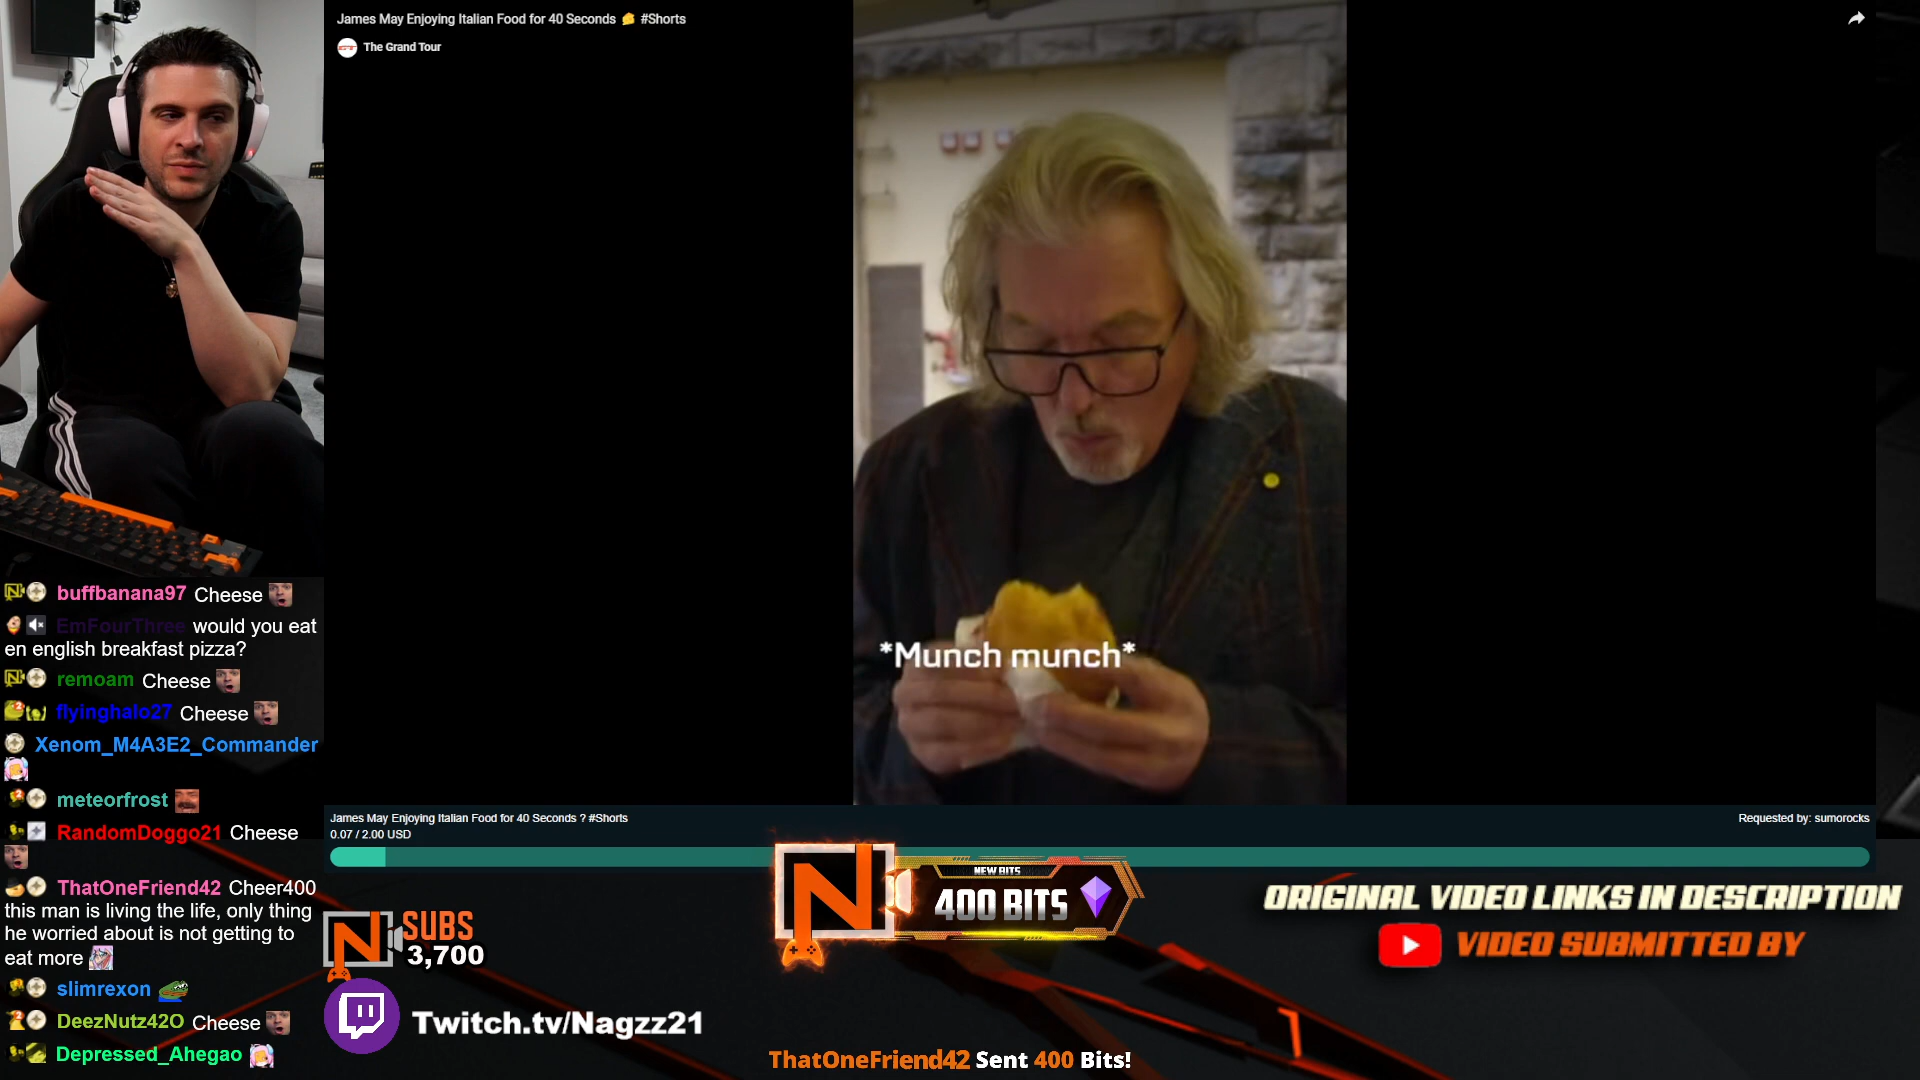 James May Enjoying Italian Food for 40 Seconds 🧀 #Shorts
The Grand Tour
*Munch munch*
buffbanana97 Cheese
EmFourThree would you eat
en english breakfast pizza?
remoam Cheese
flyinghalo27 Cheese
Xenom_M4A3E2_Commander
meteorfrost
RandomDoggo21 Cheese
ThatOneFriend42 Cheer400
this man is living the life, only thing
he worried about is not getting to
eat more
slimrexon
DeezNutz42O Cheese
Depressed_Ahegao
James May Enjoying Italian Food for 40 Seconds ? #Shorts
0.07 / 2.00 USD
Requested by: sumorocks
N
NEW BITS
400 BITS
N
SUBS
3,700
Twitch.tv/Nagzz21
ThatOneFriend42 Sent 400 Bits!
ORIGINAL VIDEO LINKS IN DESCRIPTION
VIDEO SUBMITTED BY